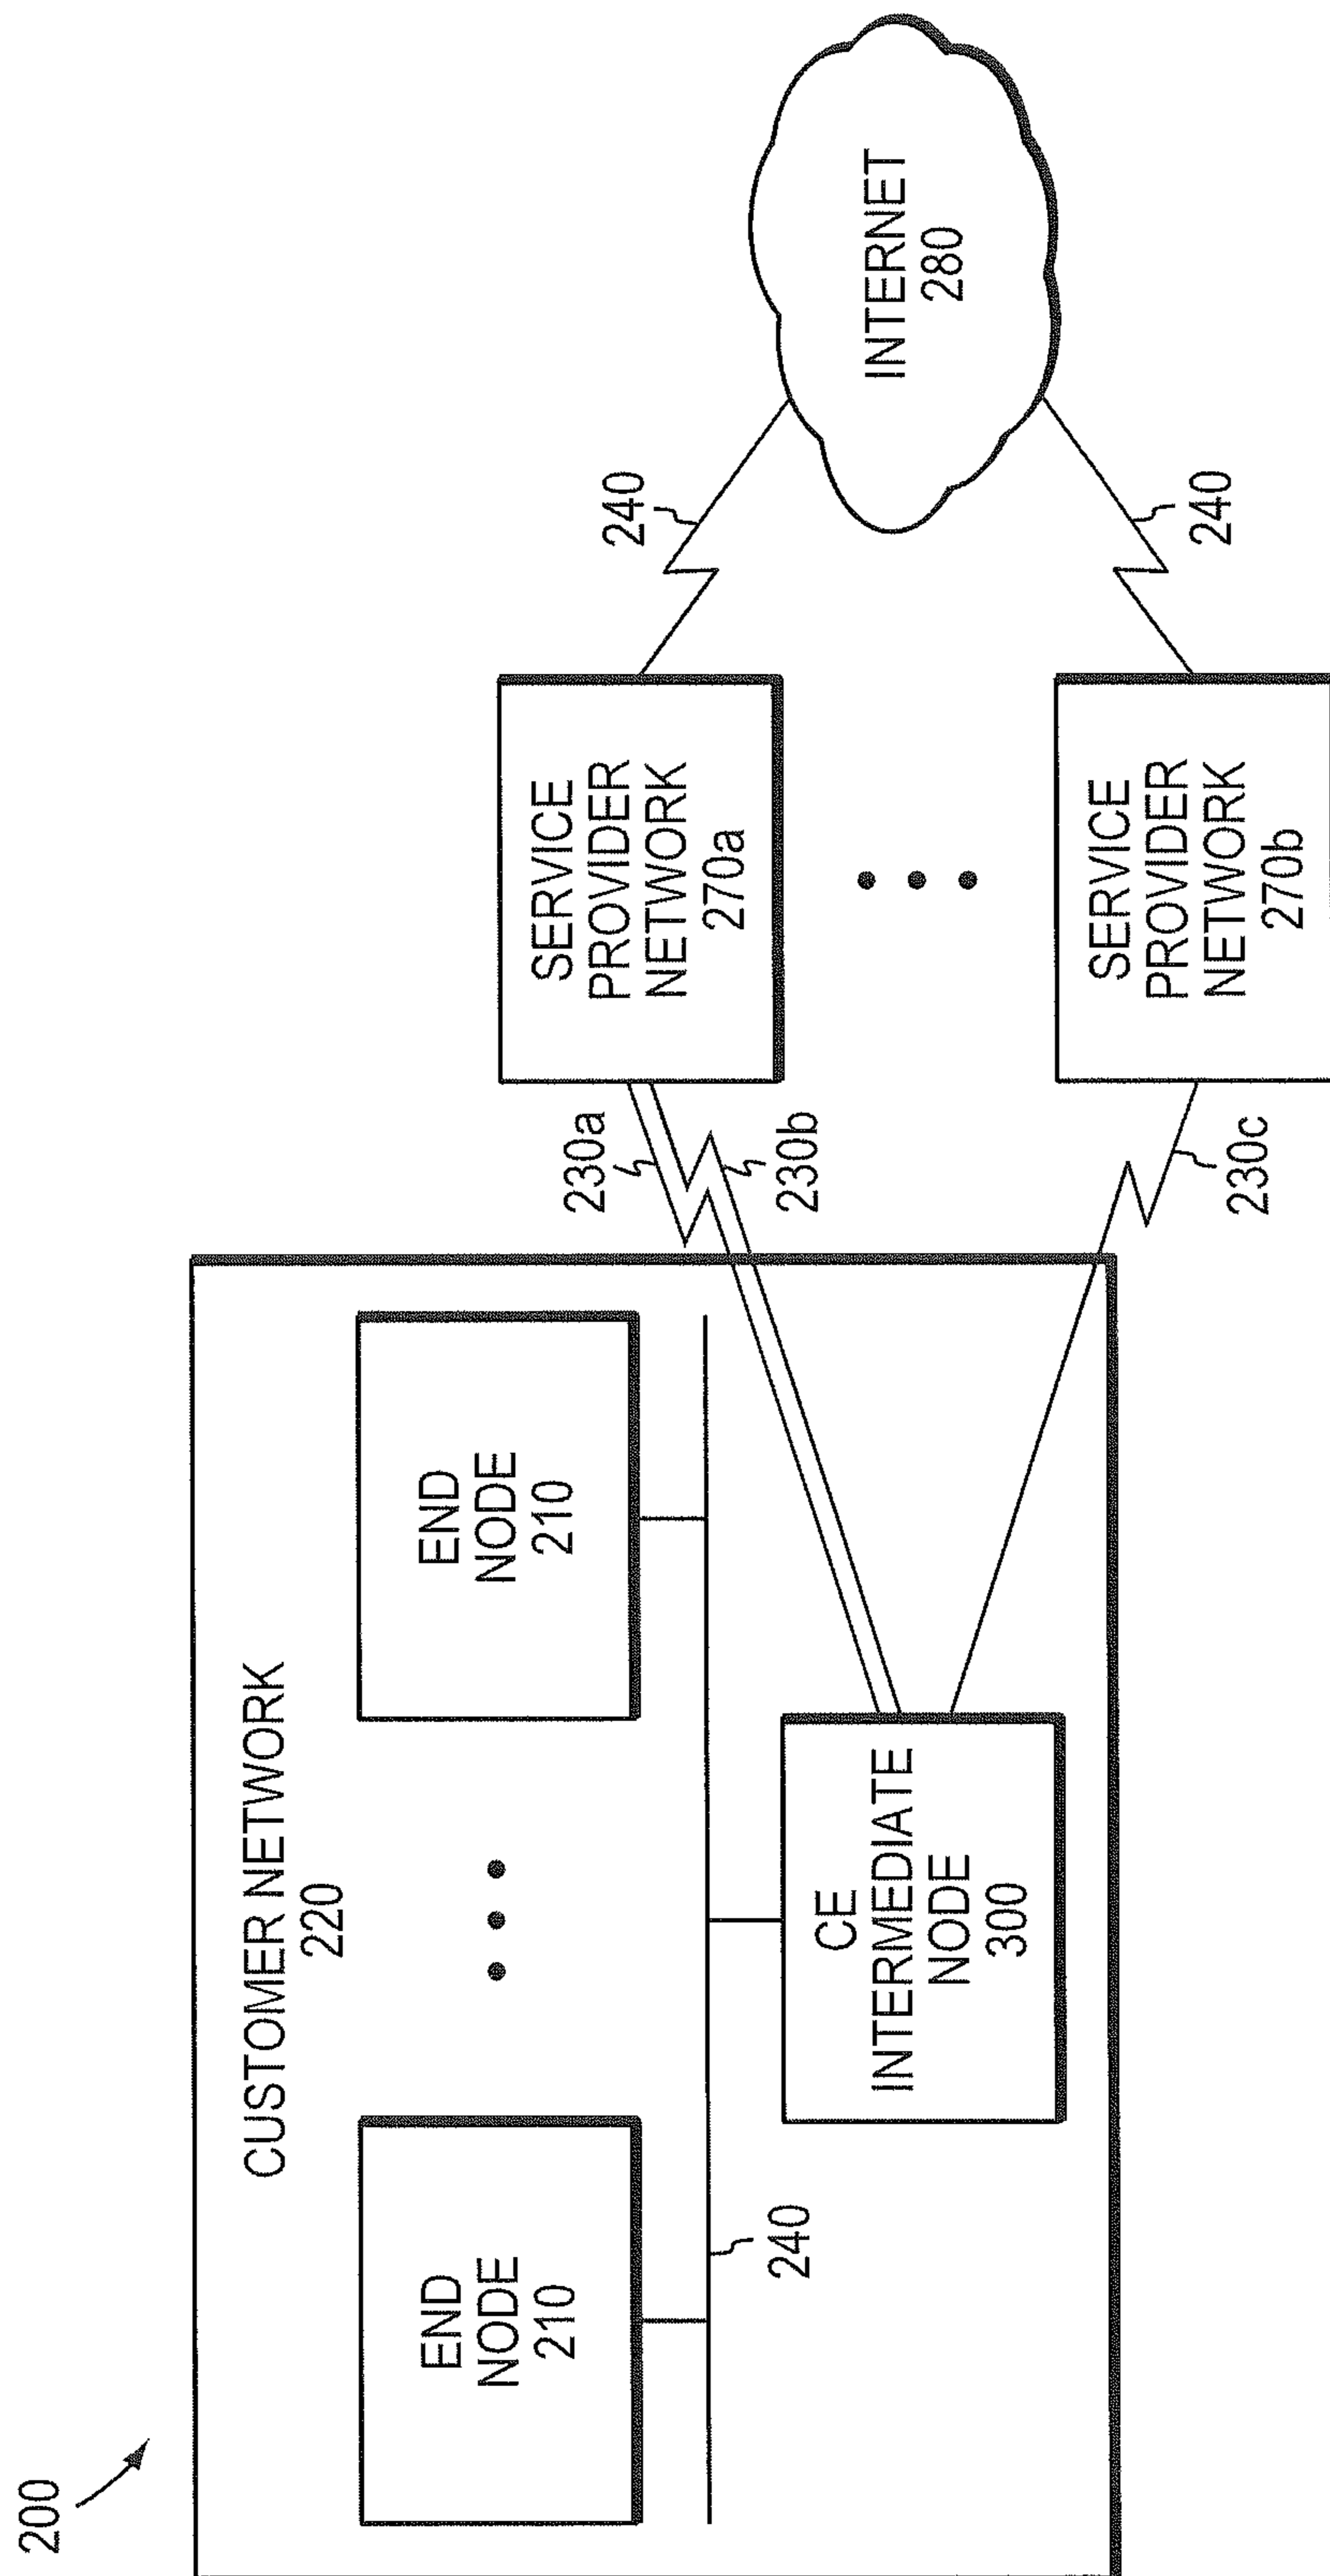 200
CUSTOMER NETWORK
220
END
NODE
210
END
NODE
210
240
CE
INTERMEDIATE
NODE
300
230a
230b
230c
SERVICE
PROVIDER
NETWORK
270a
SERVICE
PROVIDER
NETWORK
270b
240
240
INTERNET
280